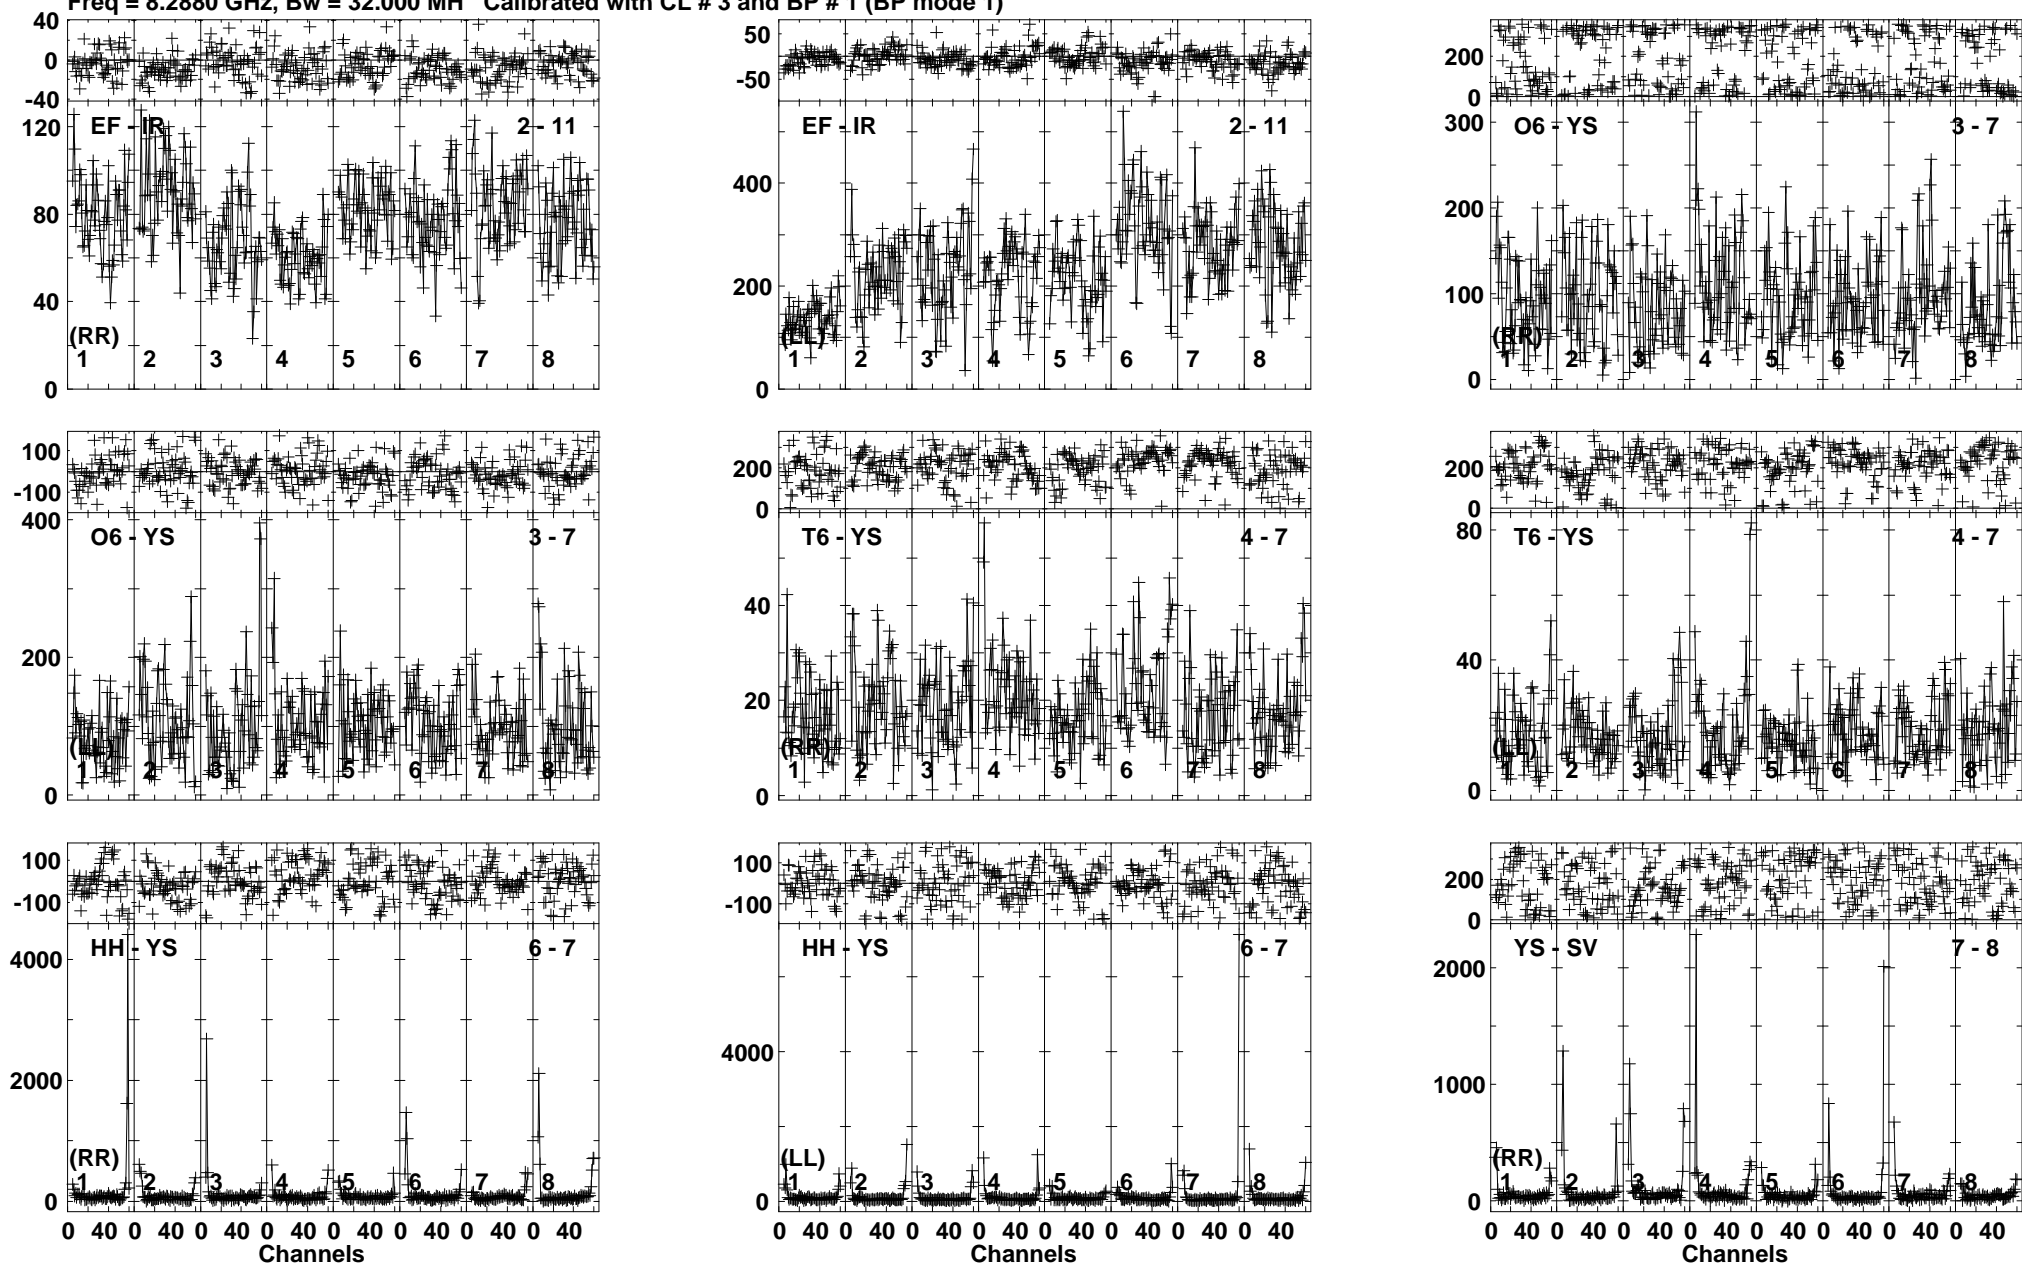 Freq = 8.2880 GHz, Bw = 32.000 MH Calibrated with CL # 3 and BP # 1 (BP mode 1)
40
0
-40
EF - IR 2 - 11
120
80
40
0
(RR)
1 2 3 4 5 6 7 8
50
-50
EF - IR 2 - 11
400
200
0
(LL)
1 2 3 4 5 6 7 8
200
0
O6 - YS 3 - 7
300
200
100
0
(RR)
1 2 3 4 5 6 7 8
100
-100
O6 - YS 3 - 7
400
200
0
(LL)
1 2 3 4 5 6 7 8
200
0
T6 - YS 4 - 7
40
20
0
(RR)
1 2 3 4 5 6 7 8
200
0
T6 - YS 4 - 7
80
40
0
(LL)
1 2 3 4 5 6 7 8
100
-100
HH - YS 6 - 7
4000
2000
0
(RR)
1 2 3 4 5 6 7 8
0 40 0 40 0 40 0 40 0 40 0 40 0 40 0 40
Channels
100
-100
HH - YS 6 - 7
4000
0
(LL)
1 2 3 4 5 6 7 8
0 40 0 40 0 40 0 40 0 40 0 40 0 40 0 40
200
0
YS - SV 7 - 8
2000
1000
0
(RR)
1 2 3 4 5 6 7 8
0 40 0 40 0 40 0 40 0 40 0 40 0 40 0 40
Channels
Channels